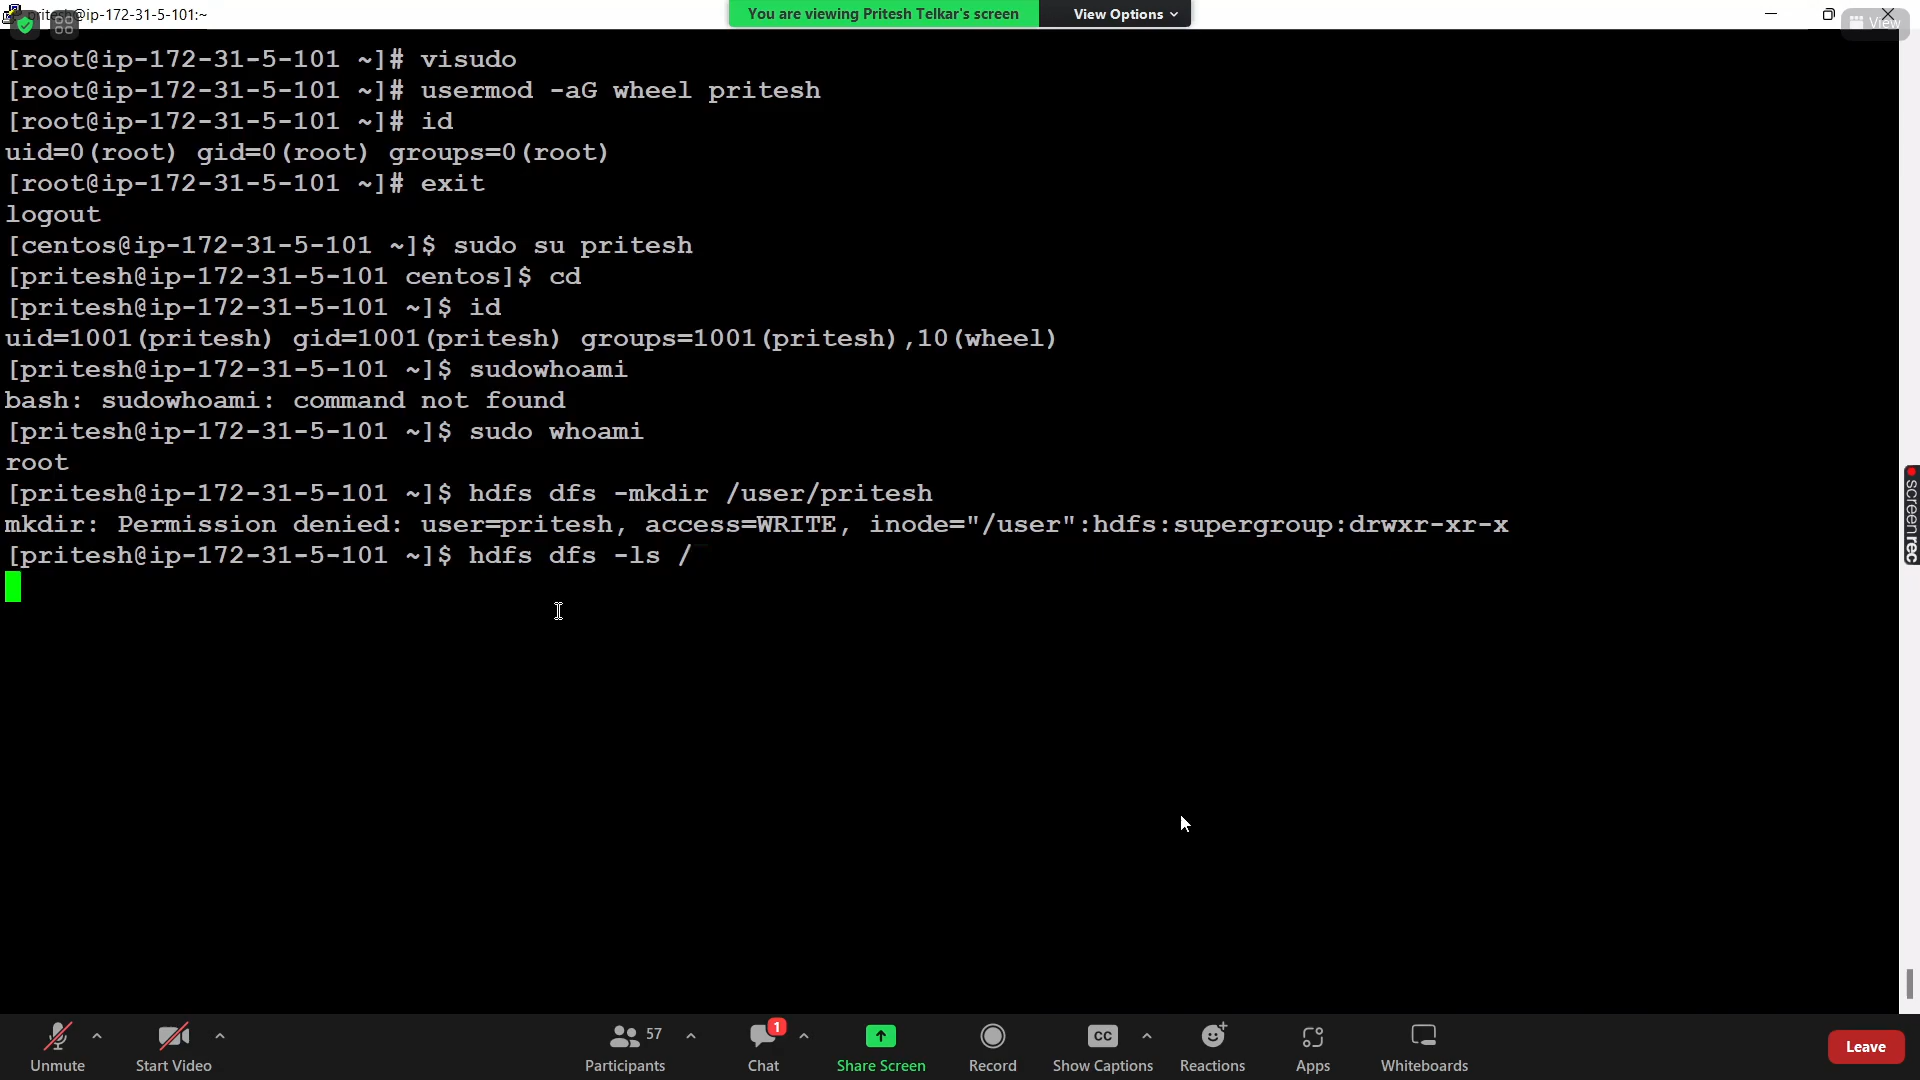 pritesh@ip-172-31-5-101:~
You are viewing Pritesh Telkar's screen
View Options
View
[root@ip-172-31-5-101 ~]# visudo
[root@ip-172-31-5-101 ~]# usermod -aG wheel pritesh
[root@ip-172-31-5-101 ~]# id
uid=0(root) gid=0(root) groups=0(root)
[root@ip-172-31-5-101 ~]# exit
logout
[centos@ip-172-31-5-101 ~]$ sudo su pritesh
[pritesh@ip-172-31-5-101 centos]$ cd
[pritesh@ip-172-31-5-101 ~]$ id
uid=1001(pritesh) gid=1001(pritesh) groups=1001(pritesh),10(wheel)
[pritesh@ip-172-31-5-101 ~]$ sudowhoami
bash: sudowhoami: command not found
[pritesh@ip-172-31-5-101 ~]$ sudo whoami
root
[pritesh@ip-172-31-5-101 ~]$ hdfs dfs -mkdir /user/pritesh
mkdir: Permission denied: user=pritesh, access=WRITE, inode="/user":hdfs:supergroup:drwxr-xr-x
[pritesh@ip-172-31-5-101 ~]$ hdfs dfs -ls /
screenrec
Unmute
Start Video
57
Participants
1
Chat
Share Screen
Record
CC
Show Captions
Reactions
Apps
Whiteboards
Leave